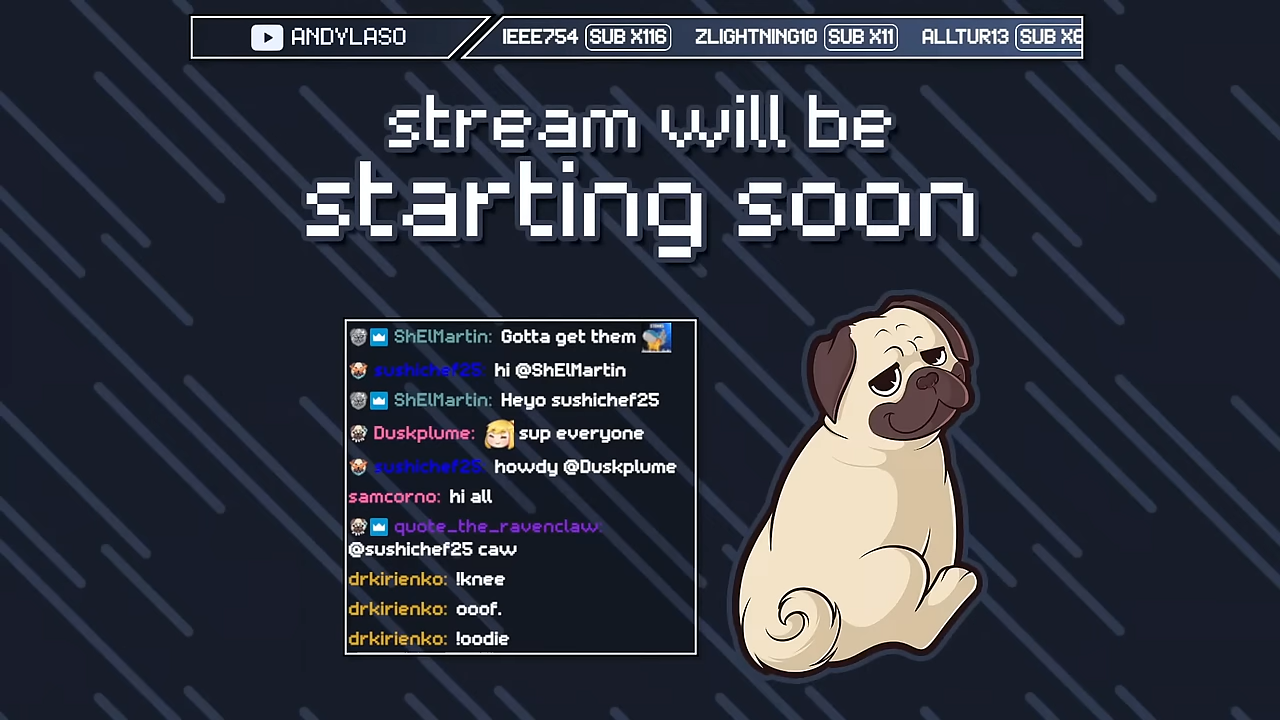 ANDYLASO
IEEE754 SUB X116 ZLIGHTNING10 SUB X11 ALLTUR13 SUB X
stream will be
starting soon
ShElMartin: Gotta get them
sushichef25: hi @ShElMartin
ShElMartin: Heyo sushichef25
Duskplume: sup everyone
sushichef25: howdy @Duskplume
samcorno: hi all
quote_the_ravenclaw:
@sushichef25 caw
drkirienko: !knee
drkirienko: ooof.
drkirienko: !oodie